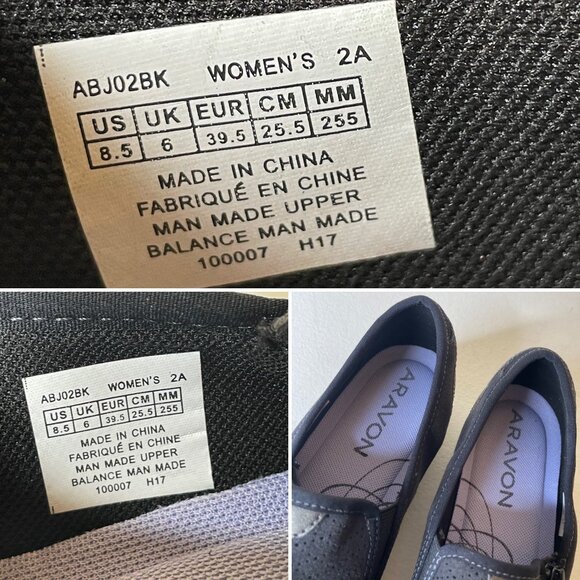 ABJ02BK WOMEN'S 2A
US UK EUR CM MM
8.5 6 39.5 25.5 255
MADE IN CHINA
FABRIQUÉ EN CHINE
MAN MADE UPPER
BALANCE MAN MADE
100007 H17
ABJ02BK WOMEN'S 2A
US UK EUR CM MM
8.5 6 39.5 25.5 255
MADE IN CHINA
FABRIQUÉ EN CHINE
MAN MADE UPPER
BALANCE MAN MADE
100007 H17
ARAVON
ARAVON